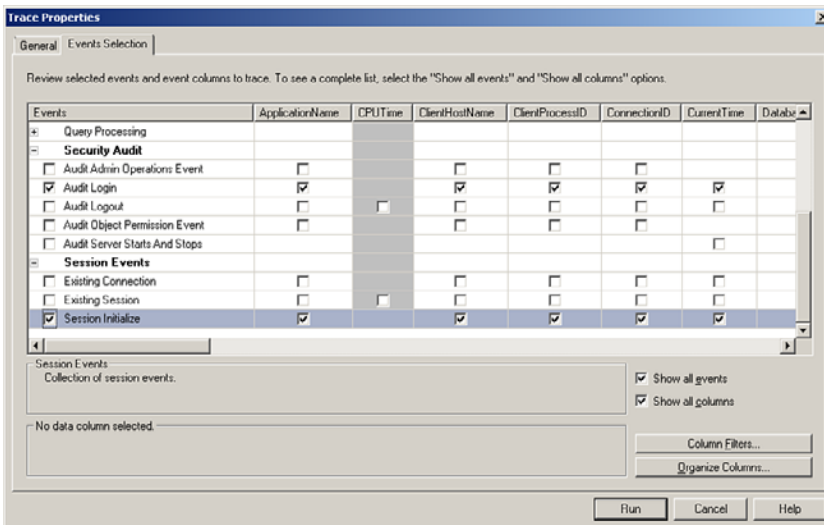 Trace Properties
General Events Selection
Review selected events and event columns to trace. To see a complete list, select the "Show all events" and "Show all columns" options.
Events ApplicationName CPUTime ClientHostName ClientProcessID ConnectionID CurrentTime Databa
Query Processing
Security Audit
Audit Admin Operations Event
Audit Login
Audit Logout
Audit Object Permission Event
Audit Server Starts And Stops
Session Events
Existing Connection
Existing Session
Session Initialize
Session Events
Collection of session events.
Show all events
Show all columns
No data column selected.
Column Filters...
Organize Columns...
Run Cancel Help